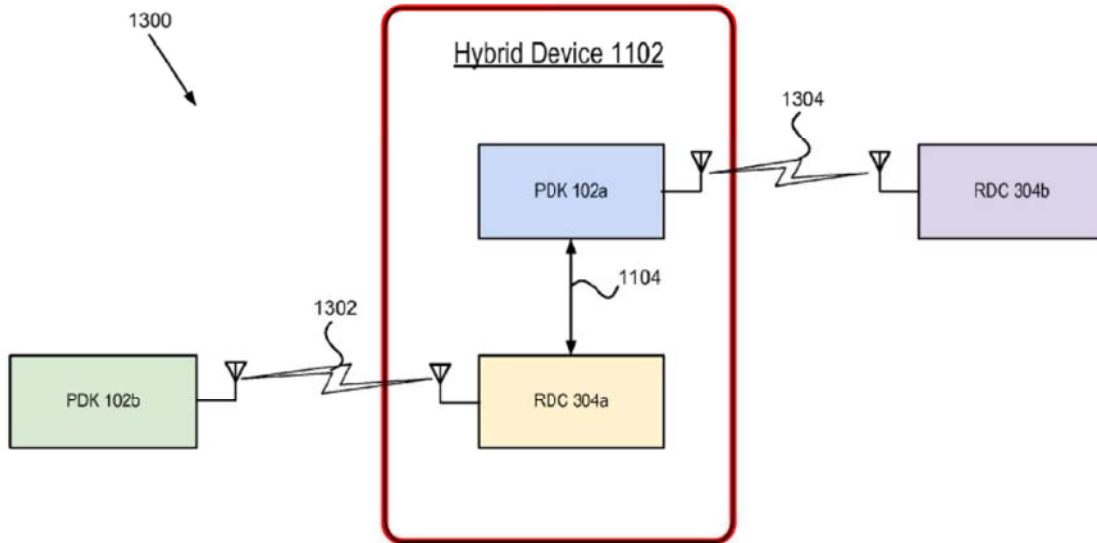 1300
Hybrid Device 1102
1304
PDK 102a
RDC 304b
1104
1302
PDK 102b
RDC 304a